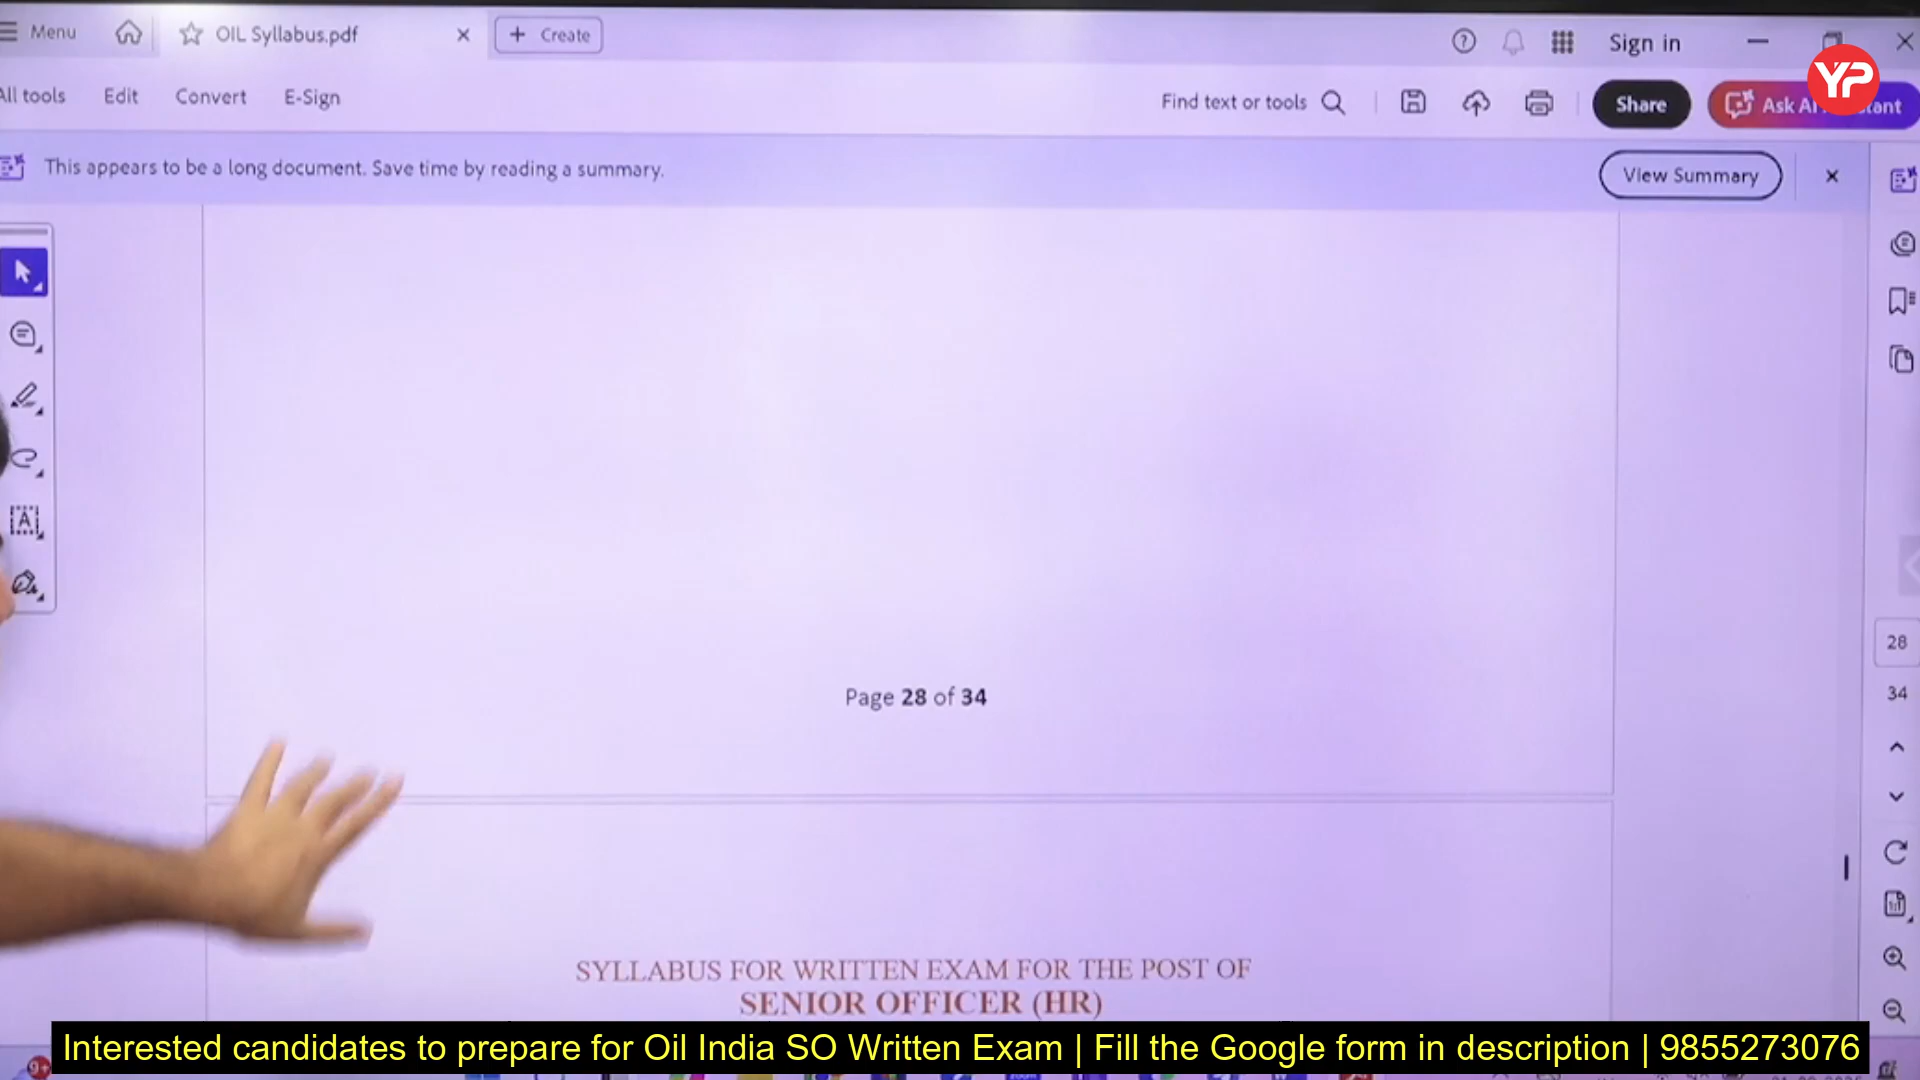 Menu
OIL Syllabus.pdf
Create
Sign in
All tools
Edit
Convert
E-Sign
Find text or tools
Share
YP
This appears to be a long document. Save time by reading a summary.
View Summary
28
34
Page 28 of 34
SYLLABUS FOR WRITTEN EXAM FOR THE POST OF
SENIOR OFFICER (HR)
Interested candidates to prepare for Oil India SO Written Exam | Fill the Google form in description | 9855273076
9+